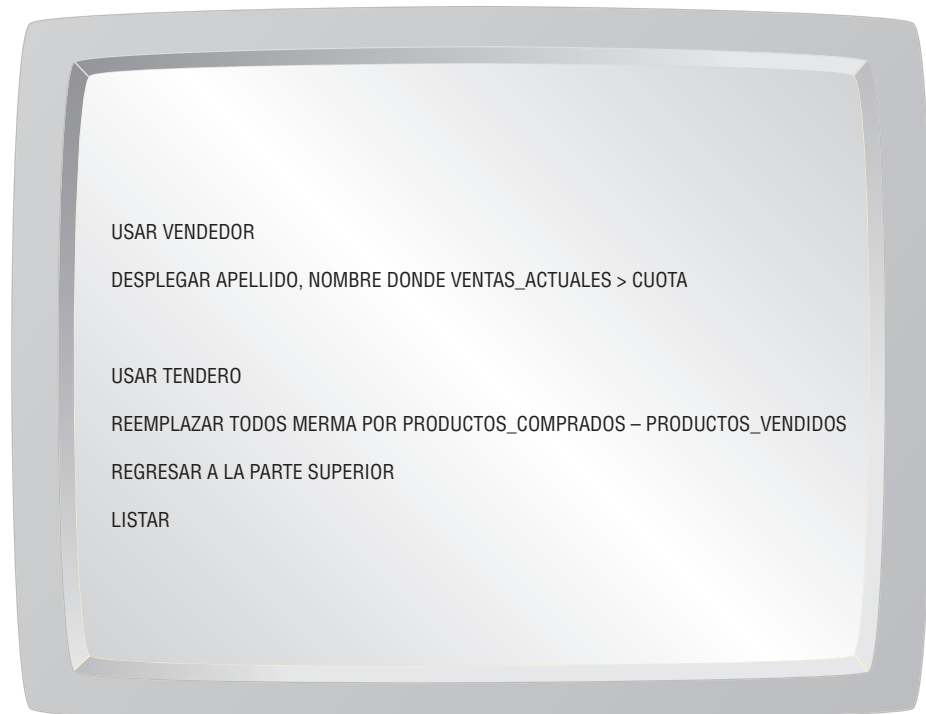 USAR VENDEDOR
DESPLEGAR APELLIDO, NOMBRE DONDE VENTAS_ACTUALES > CUOTA
USAR TENDERO
REEMPLAZAR TODOS MERMA POR PRODUCTOS_COMPRADOS – PRODUCTOS_VENDIDOS
REGRESAR A LA PARTE SUPERIOR
LISTAR